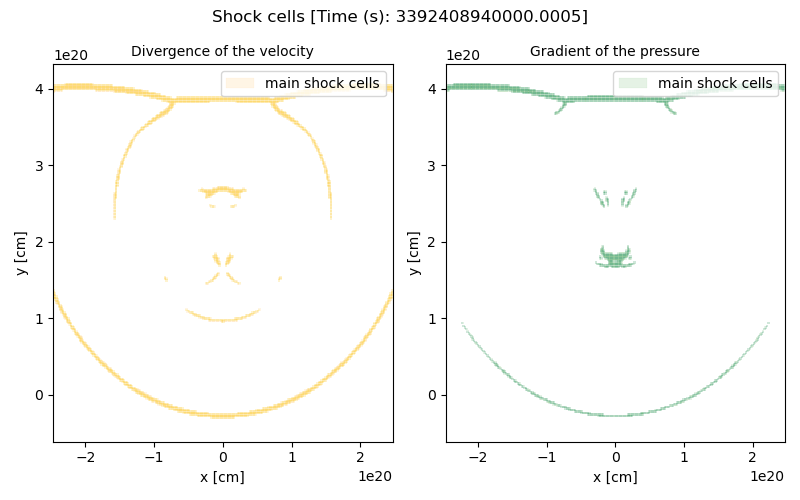 Shock cells [Time (s): 3392408940000.0005]
Divergence of the velocity
1e20
main shock cells
4
3
2
1
0
y [cm]
−2
−1
0
1
2
x [cm]
1e20
Gradient of the pressure
1e20
main shock cells
4
3
2
1
0
y [cm]
−2
−1
0
1
2
x [cm]
1e20